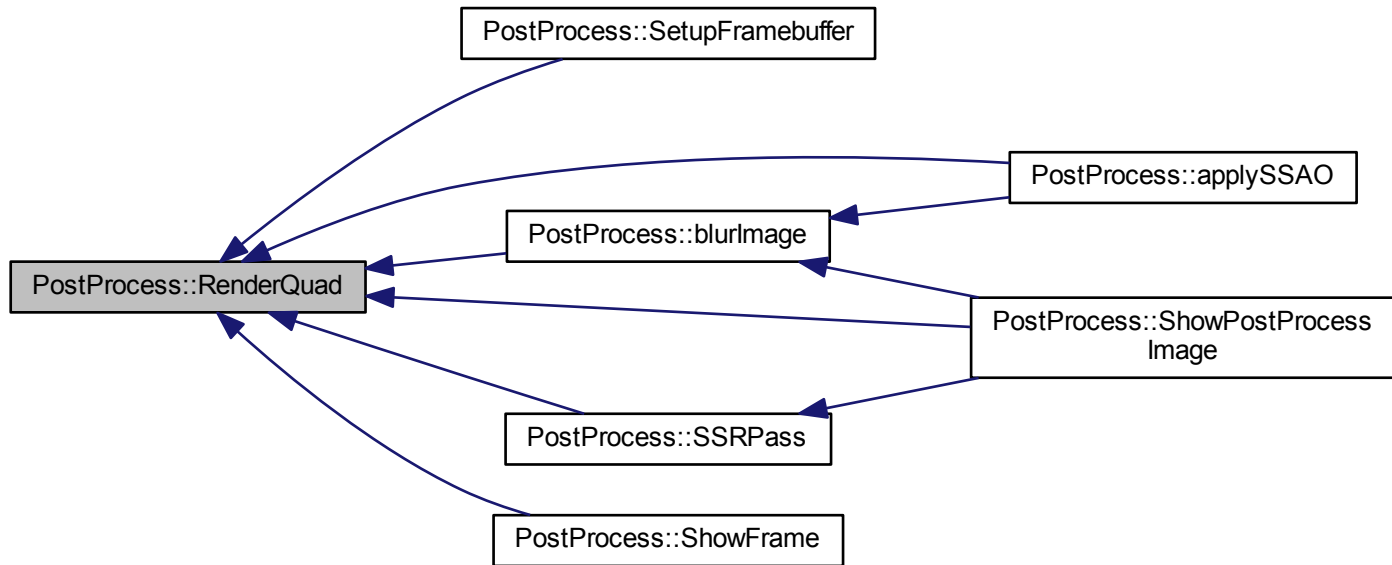 PostProcess::SetupFramebuffer
PostProcess::applySSAO
PostProcess::blurImage
PostProcess::RenderQuad
PostProcess::ShowPostProcess
Image
PostProcess::SSRPass
PostProcess::ShowFrame